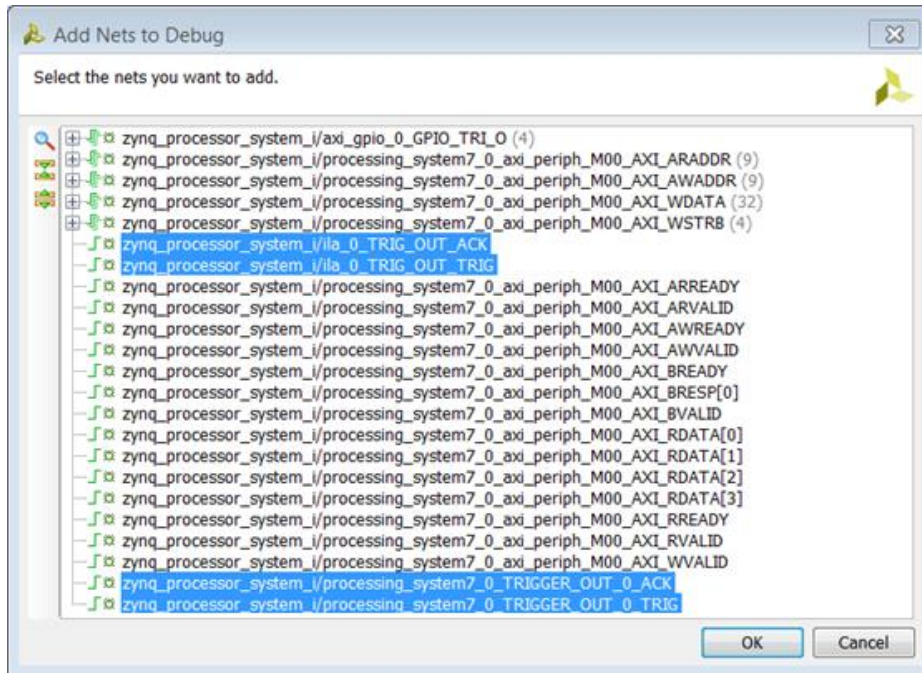 Add Nets to Debug
Select the nets you want to add.
zynq_processor_system_i/axi_gpio_0_GPIO_TRI_O (4)
zynq_processor_system_i/processing_system7_0_axi_periph_M00_AXI_ARADDR (9)
zynq_processor_system_i/processing_system7_0_axi_periph_M00_AXI_AWADDR (9)
zynq_processor_system_i/processing_system7_0_axi_periph_M00_AXI_WDATA (32)
zynq_processor_system_i/processing_system7_0_axi_periph_M00_AXI_WSTRB (4)
zynq_processor_system_i/ila_0_TRIG_OUT_ACK
zynq_processor_system_i/ila_0_TRIG_OUT_TRIG
zynq_processor_system_i/processing_system7_0_axi_periph_M00_AXI_ARREADY
zynq_processor_system_i/processing_system7_0_axi_periph_M00_AXI_ARVALID
zynq_processor_system_i/processing_system7_0_axi_periph_M00_AXI_AWREADY
zynq_processor_system_i/processing_system7_0_axi_periph_M00_AXI_AWVALID
zynq_processor_system_i/processing_system7_0_axi_periph_M00_AXI_BREADY
zynq_processor_system_i/processing_system7_0_axi_periph_M00_AXI_BRESP[0]
zynq_processor_system_i/processing_system7_0_axi_periph_M00_AXI_BVALID
zynq_processor_system_i/processing_system7_0_axi_periph_M00_AXI_RDATA[0]
zynq_processor_system_i/processing_system7_0_axi_periph_M00_AXI_RDATA[1]
zynq_processor_system_i/processing_system7_0_axi_periph_M00_AXI_RDATA[2]
zynq_processor_system_i/processing_system7_0_axi_periph_M00_AXI_RDATA[3]
zynq_processor_system_i/processing_system7_0_axi_periph_M00_AXI_RREADY
zynq_processor_system_i/processing_system7_0_axi_periph_M00_AXI_RVALID
zynq_processor_system_i/processing_system7_0_axi_periph_M00_AXI_WVALID
zynq_processor_system_i/processing_system7_0_TRIGGER_OUT_0_ACK
zynq_processor_system_i/processing_system7_0_TRIGGER_OUT_0_TRIG
OK Cancel